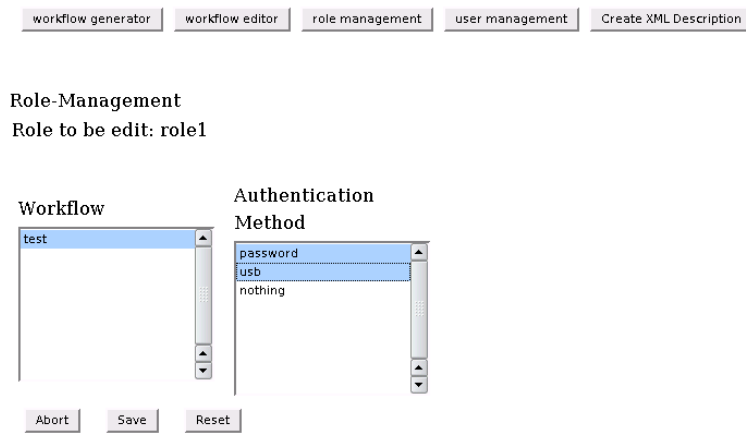 workflow generator workflow editor role management user management Create XML Description
Role-Management
Role to be edit: role1
Workflow
test
Authentication
Method
password
usb
nothing
Abort Save Reset